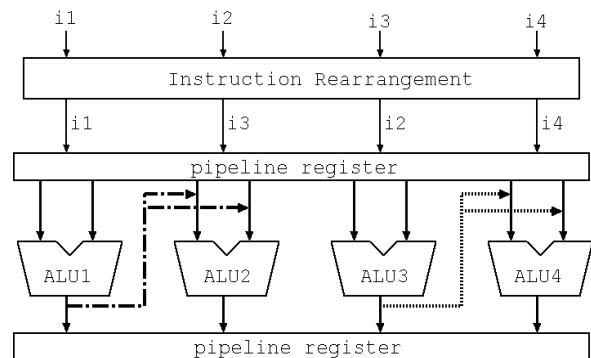 i1 i2 i3 i4
Instruction Rearrangement
i1 i3 i2 i4
pipeline register
ALU1 ALU2 ALU3 ALU4
pipeline register